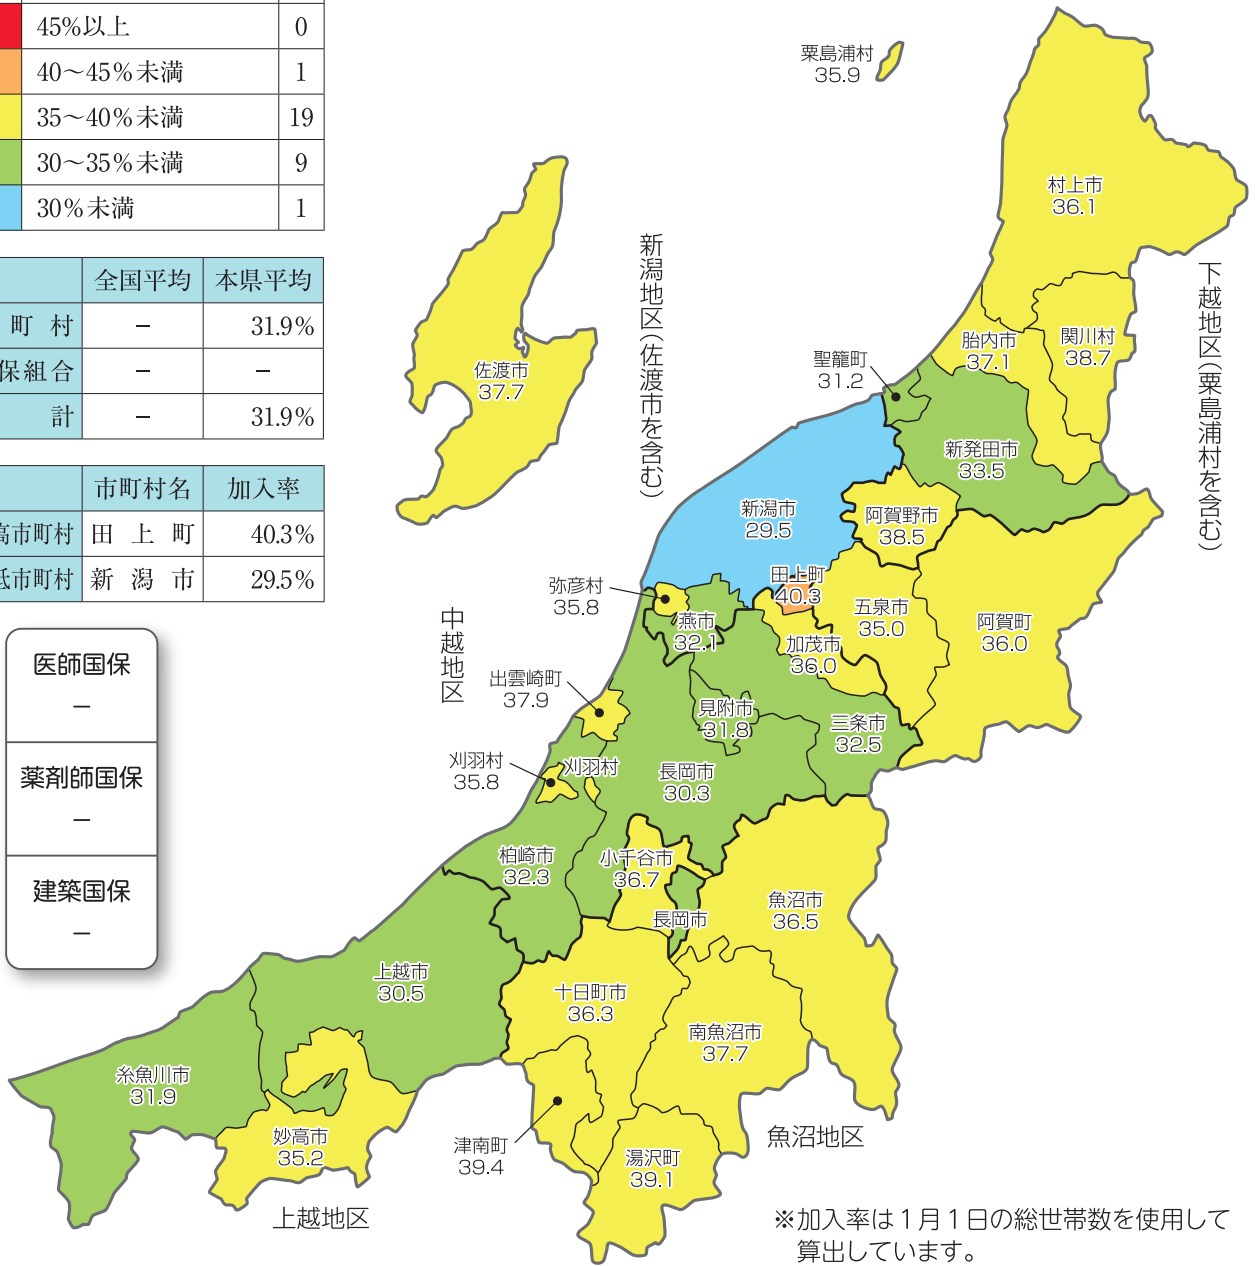 45%以上 0
40～45%未満 1
35～40%未満 19
30～35%未満 9
30%未満 1
全国平均 本県平均
町村 － 31.9%
保組合 － －
計 － 31.9%
市町村名 加入率
高市町村 田上町 40.3%
低市町村 新潟市 29.5%
医師国保
－
薬剤師国保
－
建築国保
－
粟島浦村
35.9
村上市
36.1
新潟地区(佐渡市を含む)
下越地区(粟島浦村を含む)
佐渡市
37.7
胎内市
37.1
関川村
38.7
聖籠町
31.2
新発田市
33.5
新潟市
29.5
阿賀野市
38.5
田上町
40.3
弥彦村
35.8
燕市
32.1
五泉市
35.0
阿賀町
36.0
加茂市
36.0
中越地区
出雲崎町
37.9
見附市
31.8
三条市
32.5
刈羽村
35.8
刈羽村
長岡市
30.3
柏崎市
32.3
小千谷市
36.7
魚沼市
36.5
長岡市
上越市
30.5
十日町市
36.3
南魚沼市
37.7
糸魚川市
31.9
妙高市
35.2
津南町
39.4
湯沢町
39.1
魚沼地区
上越地区
※加入率は1月1日の総世帯数を使用して
算出しています。